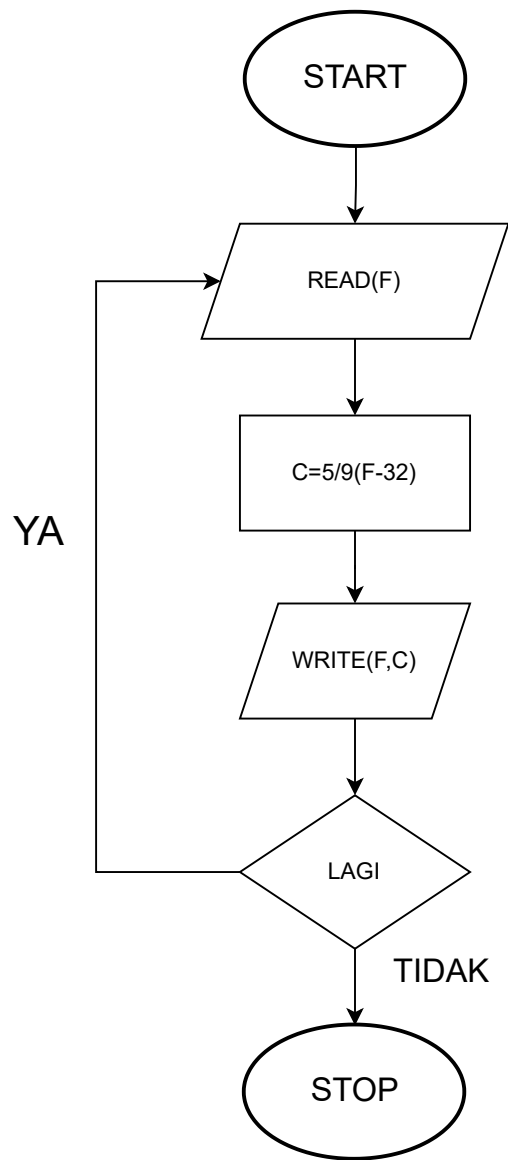 START
READ(F)
C=5/9(F-32)
YA
WRITE(F,C)
LAGI
TIDAK
STOP